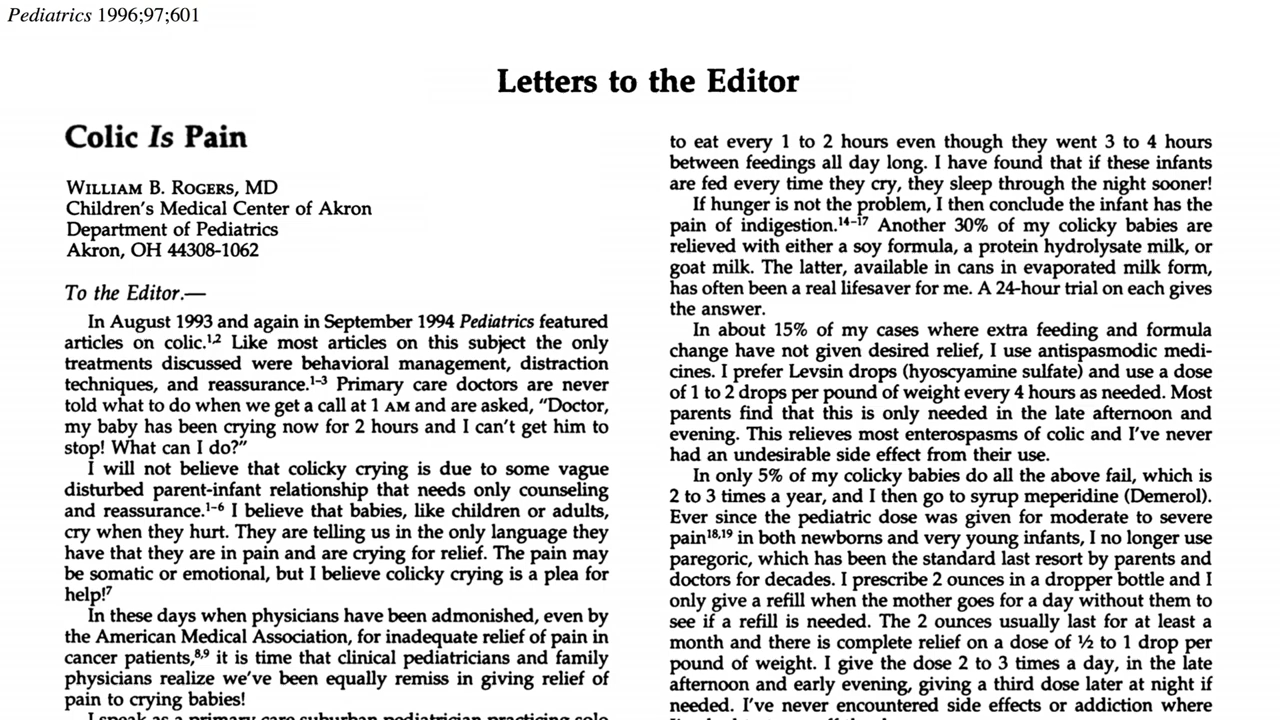 Pediatrics 1996;97;601
Letters to the Editor
Colic Is Pain
WILLIAM B. ROGERS, MD
Children's Medical Center of Akron
Department of Pediatrics
Akron, OH 44308-1062
To the Editor.—
In August 1993 and again in September 1994 Pediatrics featured
articles on colic.1,2 Like most articles on this subject the only
treatments discussed were behavioral management, distraction
techniques, and reassurance.1–3 Primary care doctors are never
told what to do when we get a call at 1 AM and are asked, "Doctor,
my baby has been crying now for 2 hours and I can't get him to
stop! What can I do?"
I will not believe that colicky crying is due to some vague
disturbed parent-infant relationship that needs only counseling
and reassurance.1–6 I believe that babies, like children or adults,
cry when they hurt. They are telling us in the only language they
have that they are in pain and are crying for relief. The pain may
be somatic or emotional, but I believe colicky crying is a plea for
help!7
In these days when physicians have been admonished, even by
the American Medical Association, for inadequate relief of pain in
cancer patients,8,9 it is time that clinical pediatricians and family
physicians realize we've been equally remiss in giving relief of
pain to crying babies!
I speak as a primary care suburban pediatrician practicing solo
to eat every 1 to 2 hours even though they went 3 to 4 hours
between feedings all day long. I have found that if these infants
are fed every time they cry, they sleep through the night sooner!
If hunger is not the problem, I then conclude the infant has the
pain of indigestion.14–17 Another 30% of my colicky babies are
relieved with either a soy formula, a protein hydrolysate milk, or
goat milk. The latter, available in cans in evaporated milk form,
has often been a real lifesaver for me. A 24-hour trial on each gives
the answer.
In about 15% of my cases where extra feeding and formula
change have not given desired relief, I use antispasmodic medi-
cines. I prefer Levsin drops (hyoscyamine sulfate) and use a dose
of 1 to 2 drops per pound of weight every 4 hours as needed. Most
parents find that this is only needed in the late afternoon and
evening. This relieves most enterospasms of colic and I've never
had an undesirable side effect from their use.
In only 5% of my colicky babies do all the above fail, which is
2 to 3 times a year, and I then go to syrup meperidine (Demerol).
Ever since the pediatric dose was given for moderate to severe
pain18,19 in both newborns and very young infants, I no longer use
paregoric, which has been the standard last resort by parents and
doctors for decades. I prescribe 2 ounces in a dropper bottle and I
only give a refill when the mother goes for a day without them to
see if a refill is needed. The 2 ounces usually last for at least a
month and there is complete relief on a dose of ½ to 1 drop per
pound of weight. I give the dose 2 to 3 times a day, in the late
afternoon and early evening, giving a third dose later at night if
needed. I've never encountered side effects or addiction where